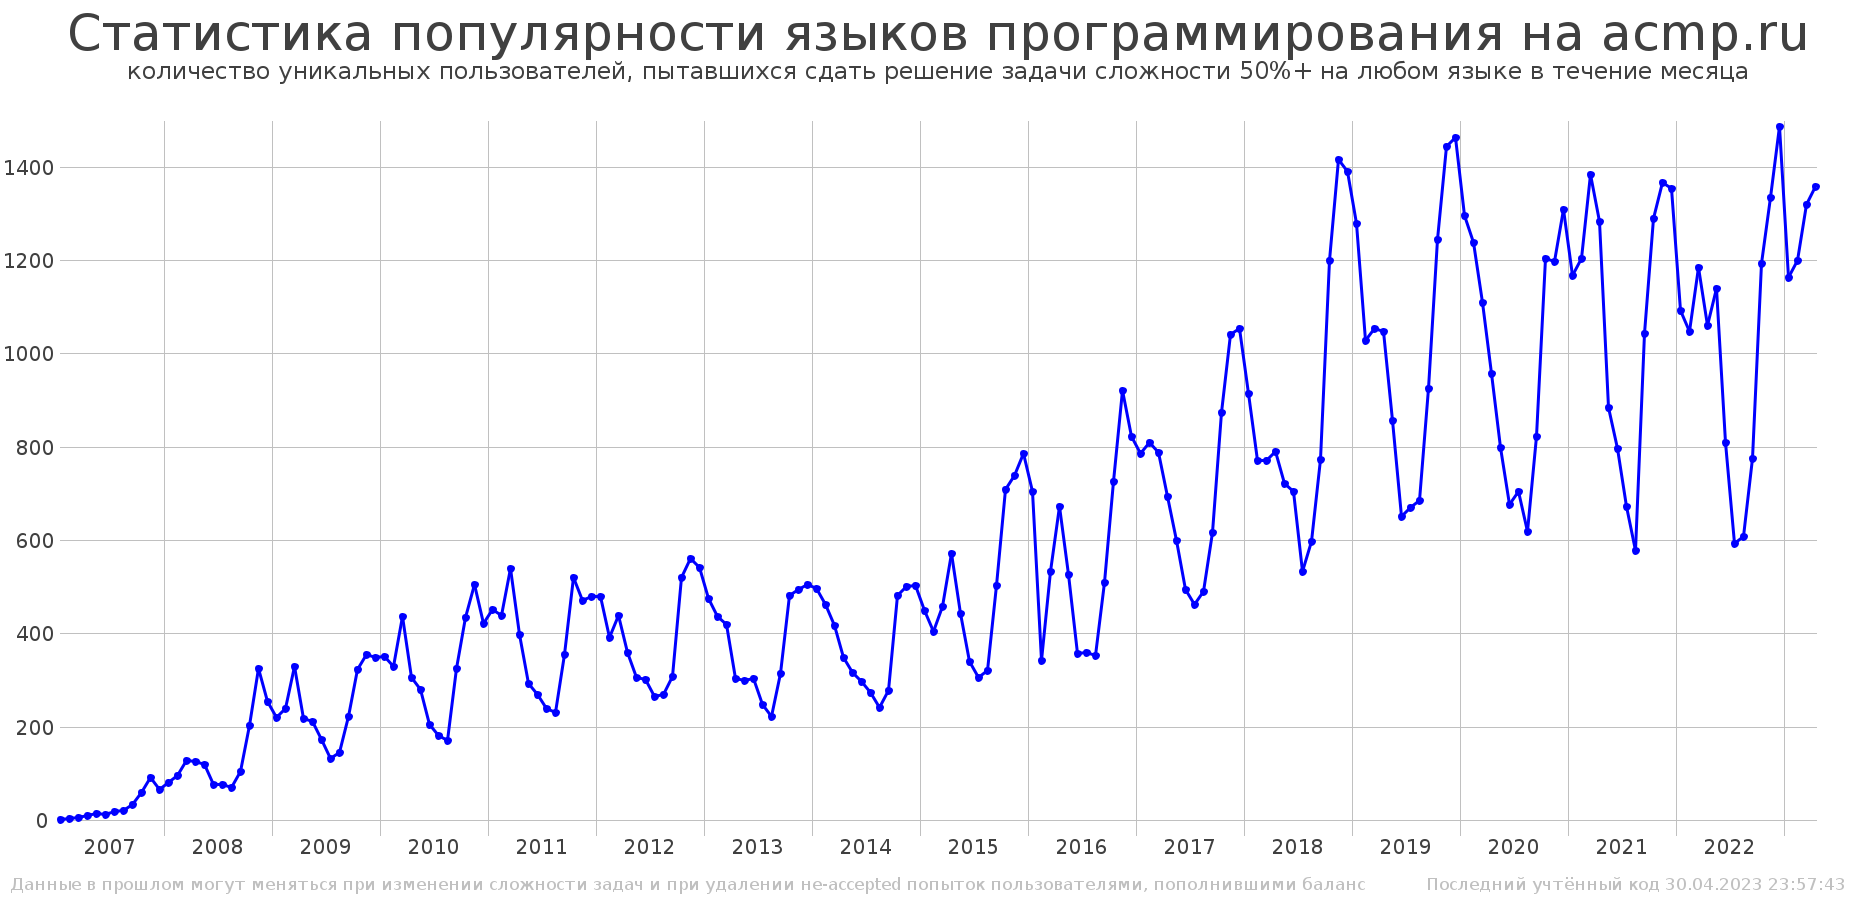 Статистика популярности языков программирования на acmp.ru
количество уникальных пользователей, пытавшихся сдать решение задачи сложности 50%+ на любом языке в течение месяца
1400
1200
1000
800
600
400
200
0
2007 2008 2009 2010 2011 2012 2013 2014 2015 2016 2017 2018 2019 2020 2021 2022
Данные в прошлом могут меняться при изменении сложности задач и при удалении не-accepted попыток пользователями, пополнившими баланс Последний учтённый код 30.04.2023 23:57:43